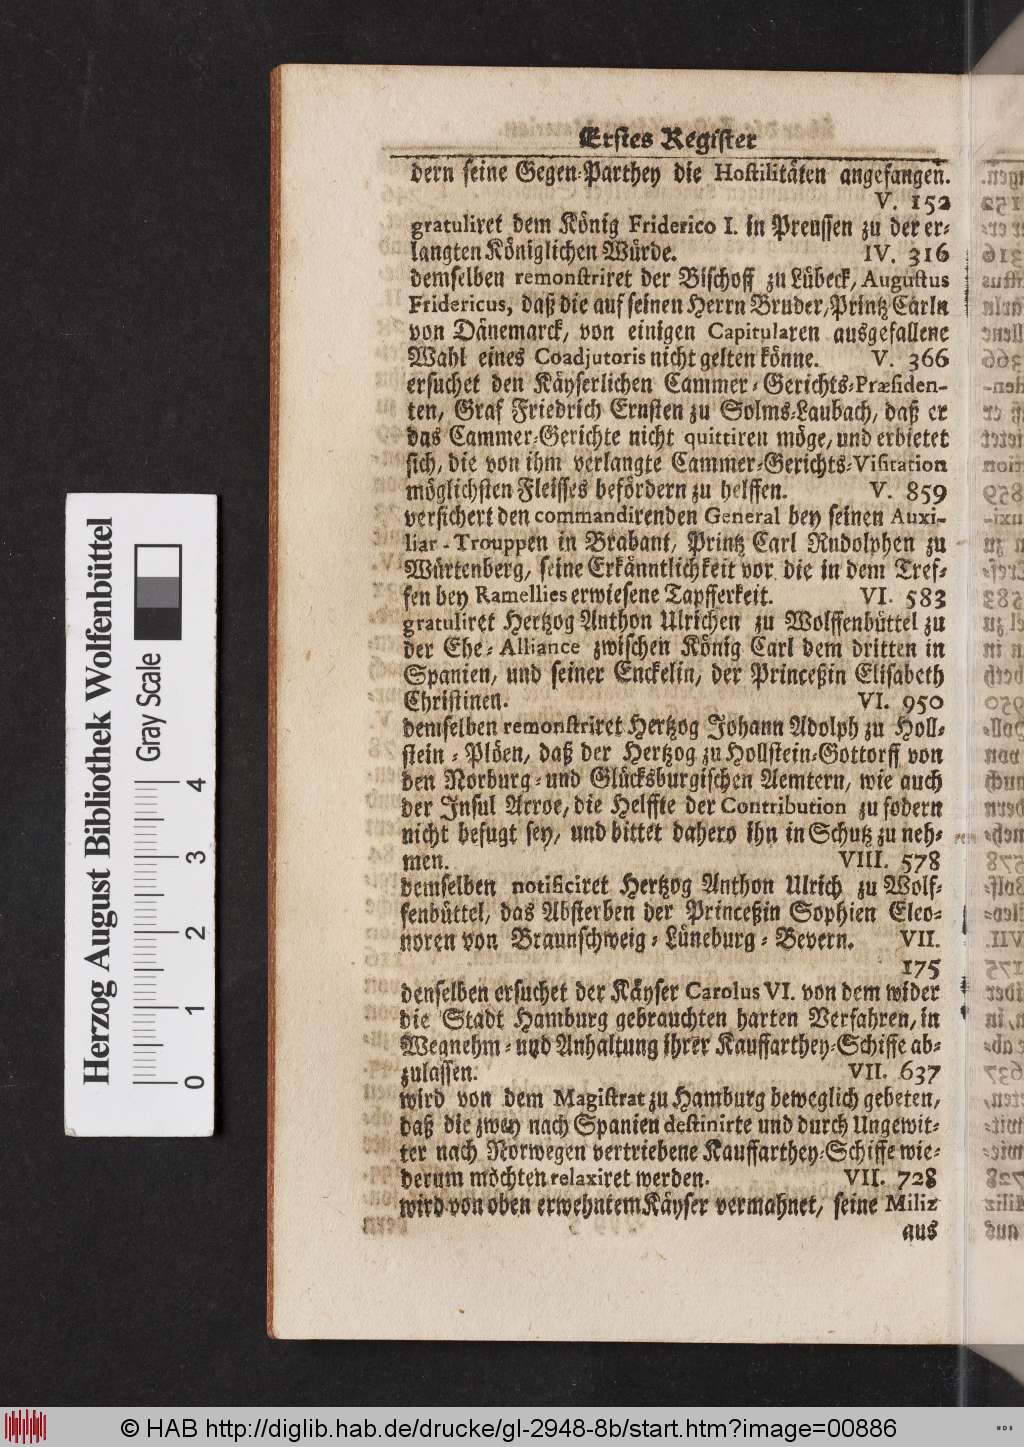 Erstes Register
dern seine Gegen-Parthey die Hostilitäten angefangen.
V. 152
gratuliret dem König Friderico I. in Preussen zu der er-
langten Königlichen Würde. IV. 316
demselben remonstriret der Bischoff zu Lübeck, Augustus
Fridericus, daß die auf seinen Herrn Bruder, Printz Carln
von Dänemarck, von einigen Capitularen ausgefallene
Wahl eines Coadjutoris nicht gelten könne. V. 366
ersuchet den Käyserlichen Cammer-Gerichts-Præsiden-
ten, Graf Friedrich Ernsten zu Solms-Laubach, daß er
das Cammer-Gerichte nicht quittiren möge, und erbietet
sich, die von ihm verlangte Cammer-Gerichts-Visitation
möglichsten Fleisses befördern zu helffen. V. 859
versichert den commandirenden General bey seinen Auxi-
liar-Trouppen in Brabant, Printz Carl Rudolphen zu
Würtenberg, seine Erkänntlichkeit vor die in dem Tref-
fen bey Ramellies erwiesene Tapfferkeit. VI. 583
gratuliret Hertzog Anthon Ulrichen zu Wolffenbüttel zu
der Ehe-Alliance zwischen König Carl dem dritten in
Spanien, und seiner Enckelin, der Princeßin Elisabeth
Christinen. VI. 950
demselben remonstriret Hertzog Johann Adolph zu Holl-
stein-Plöen, daß der Hertzog zu Hollstein-Gottorff von
den Norburg- und Glücksburgischen Aemtern, wie auch
der Insul Arroe, die Helffte der Contribution zu fodern
nicht befugt sey, und bittet dahero ihn in Schutz zu neh-
men. VIII. 578
demselben notificiret Hertzog Anthon Ulrich zu Wolf-
fenbüttel, das Absterben der Princeßin Sophien Eleo-
noren von Braunschweig-Lüneburg-Bevern. VII.
175
denselben ersuchet der Käyser Carolus VI. von dem wider
die Stadt Hamburg gebrauchten harten Verfahren, in
Wegnehm- und Anhaltung ihrer Kauffarthey-Schiffe ab-
zulassen. VII. 637
wird von dem Magistrat zu Hamburg beweglich gebeten,
daß die zwey nach Spanien destinirte und durch Ungewit-
ter nach Norwegen vertriebene Kauffarthey-Schiffe wie-
derum möchten relaxiret werden. VII. 728
wird von oben erwehntem Käyser vermahnet, seine Miliz
aus
Herzog August Bibliothek Wolfenbüttel
Gray Scale
0 1 2 3 4
© HAB http://diglib.hab.de/drucke/gl-2948-8b/start.htm?image=00886